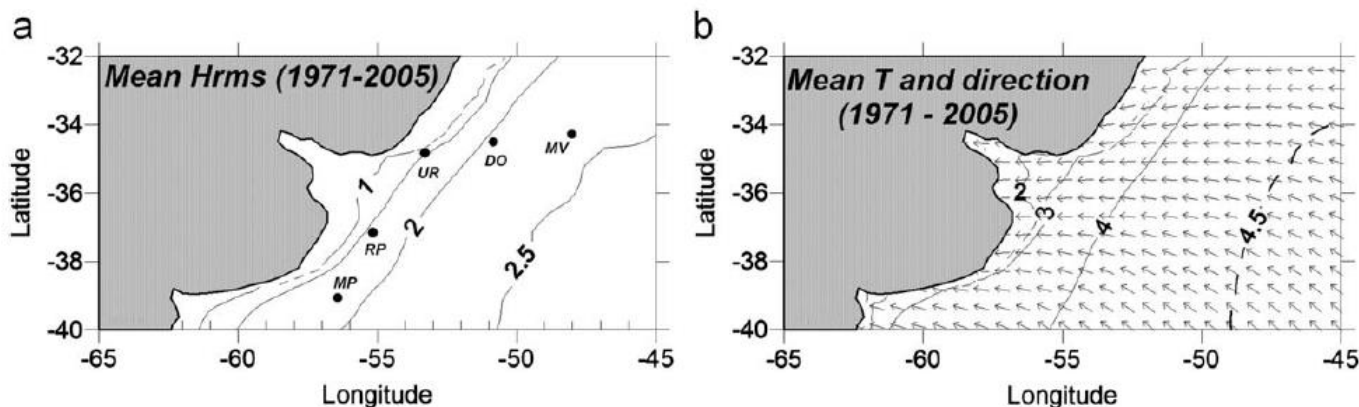 a
Mean Hrms (1971-2005)
Latitude
-32
-34
-36
-38
-40
-65
-60
-55
-50
-45
Longitude
1
2
2.5
UR
DO
MV
RP
MP
b
Mean T and direction
(1971 - 2005)
Latitude
-32
-34
-36
-38
-40
-65
-60
-55
-50
-45
Longitude
2
3
4
4.5